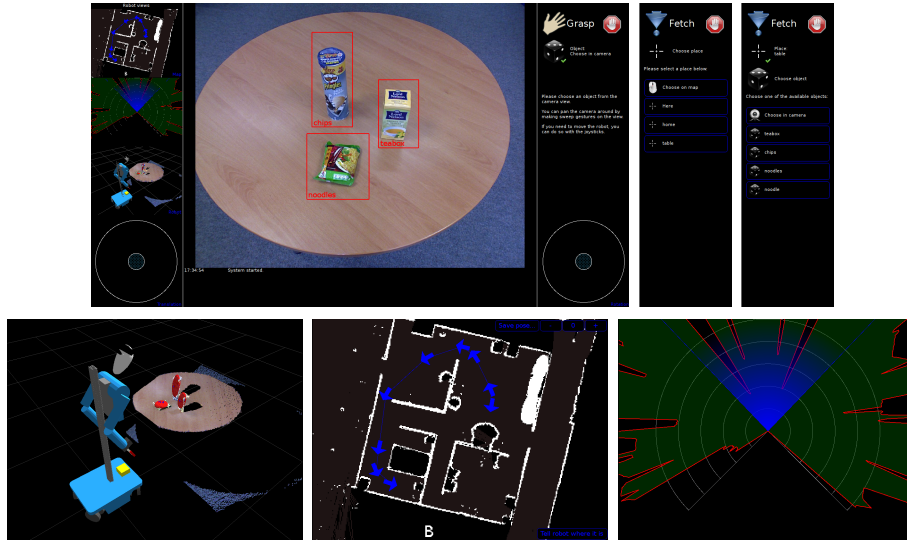 Robot views
chips
teabox
noodles
17:34:54 System started.
Grasp
Object
Choose in camera
Please choose an object from the
camera view.
You can pan the camera around by
making sweep gestures on the view.
If you need to move the robot, you
can do so with the joysticks.
Fetch
Choose place
Please select a place below.
Choose on map
Here
home
table
Fetch
Place
table
Choose object
Choose one of the available objects:
Choose in camera
teabox
chips
noodles
noodle
B